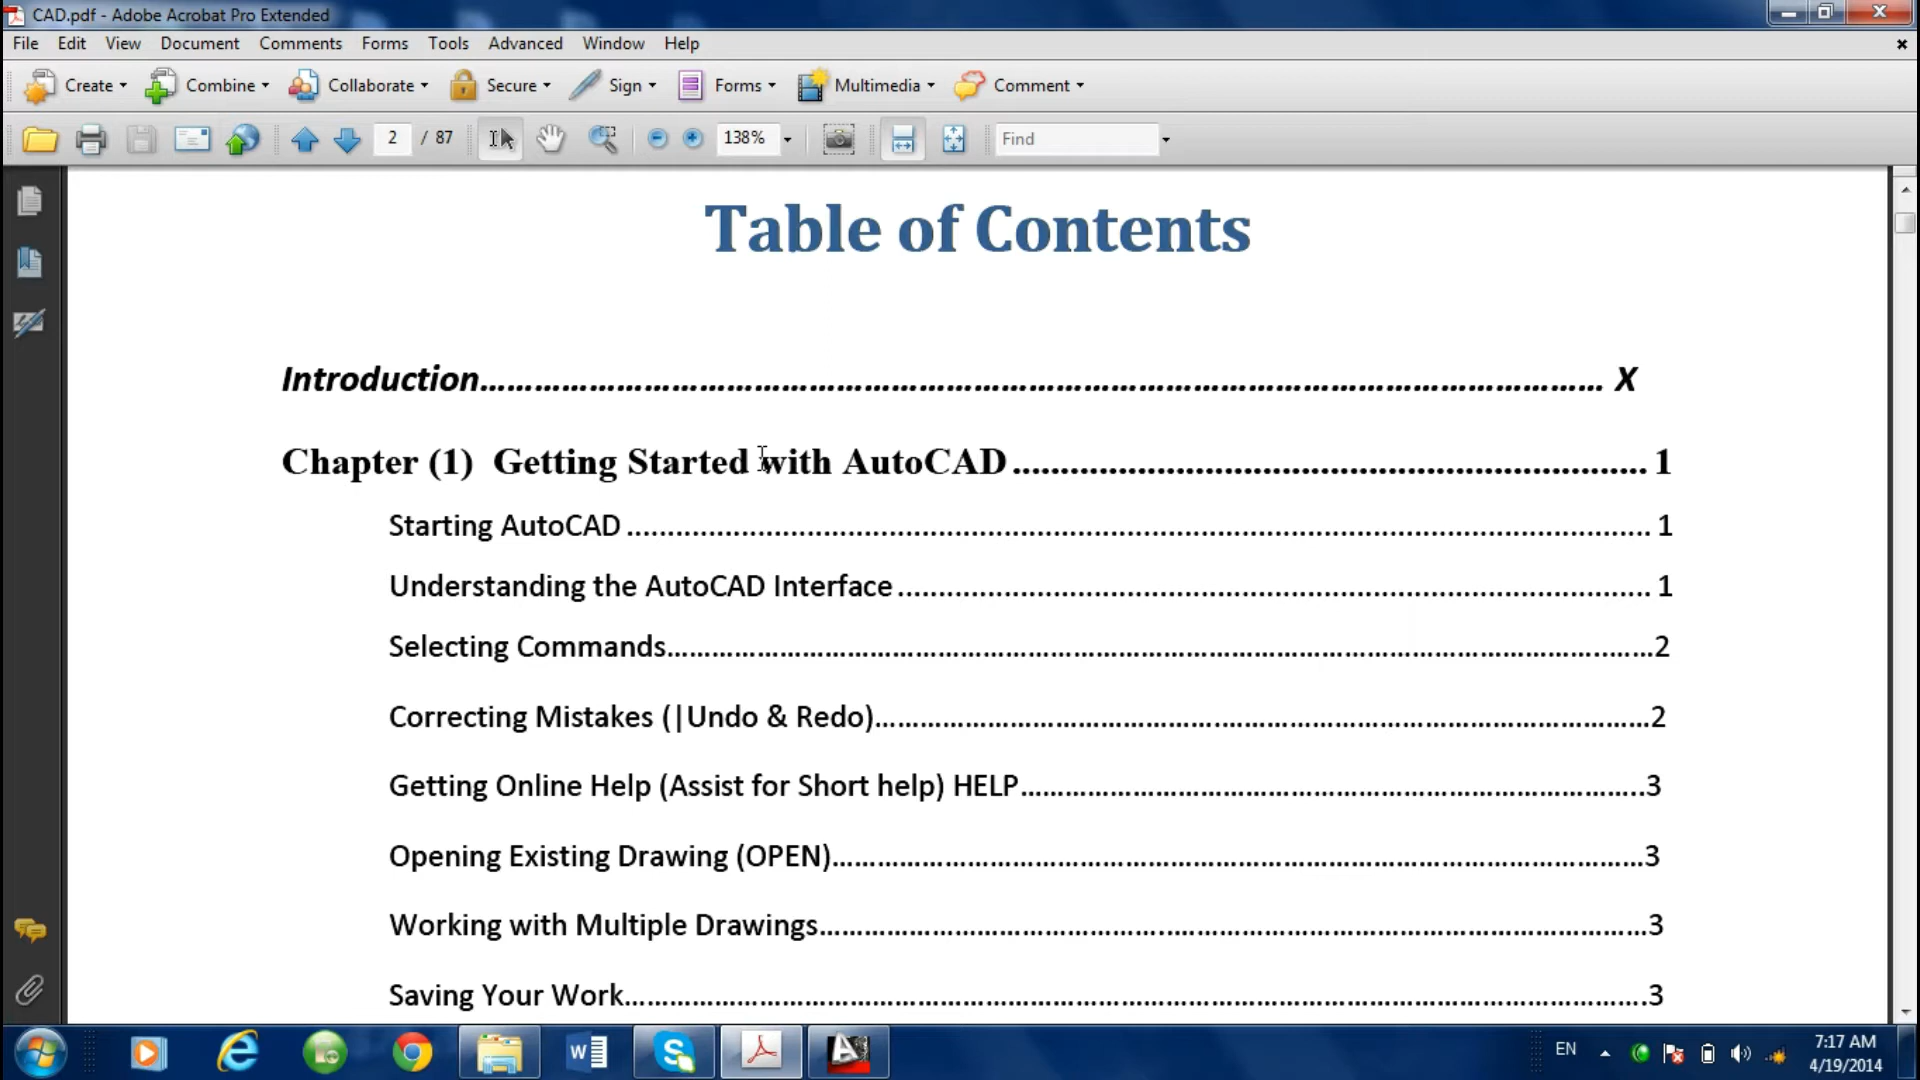 CAD.pdf - Adobe Acrobat Pro Extended
File Edit View Document Comments Forms Tools Advanced Window Help
Create Combine Collaborate Secure Sign Forms Multimedia Comment
2 / 87 138% Find
Table of Contents
Introduction.......................................................................... X
Chapter (1) Getting Started with AutoCAD.......................................................... 1
Starting AutoCAD.......................................................................... 1
Understanding the AutoCAD Interface.......................................................... 1
Selecting Commands.......................................................................... 2
Correcting Mistakes (|Undo & Redo).......................................................... 2
Getting Online Help (Assist for Short help) HELP.......................................................... 3
Opening Existing Drawing (OPEN).......................................................... 3
Working with Multiple Drawings.......................................................... 3
Saving Your Work.......................................................................... 3
EN
7:17 AM
4/19/2014